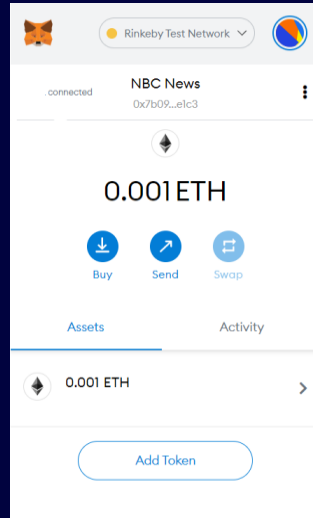 Rinkeby Test Network
.connected
NBC News
0x7b09...e1c3
0.001 ETH
Buy
Send
Swap
Assets
Activity
0.001 ETH
Add Token